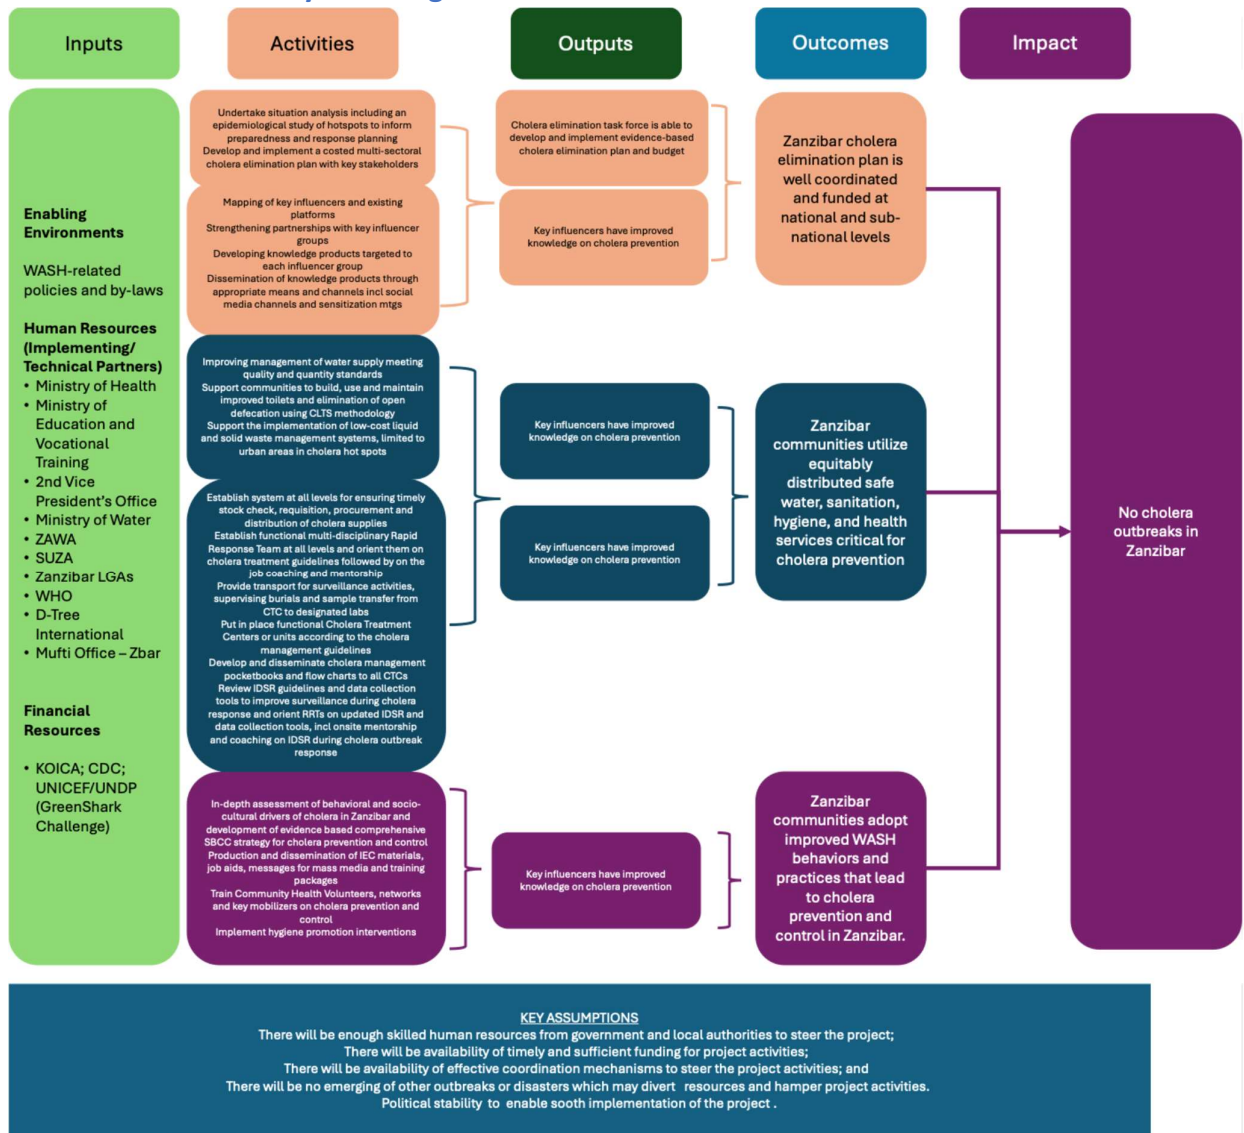 Inputs
Activities
Outputs
Outcomes
Impact
Enabling
Environments
WASH-related
policies and by-laws
Human Resources
(Implementing/
Technical Partners)
• Ministry of Health
• Ministry of
Education and
Vocational
Training
• 2nd Vice
President's Office
• Ministry of Water
• ZAWA
• SUZA
• Zanzibar LGAs
• WHO
• D-Tree
International
• Mufti Office – Zbar
Financial
Resources
• KOICA; CDC;
UNICEF/UNDP
(GreenShark
Challenge)
Undertake situation analysis including an
epidemiological study of hotspots to inform
preparedness and response planning
Develop and implement a costed multi-sectoral
cholera elimination plan with key stakeholders
Mapping of key influencers and existing
platforms
Strengthening partnerships with key influencer
groups
Developing knowledge products targeted to
each influencer group
Dissemination of knowledge products through
appropriate means and channels incl social
media channels and sensitization mtgs
Improving management of water supply meeting
quality and quantity standards
Support communities to build, use and maintain
improved toilets and elimination of open
defecation using CLTS methodology
Support the implementation of low-cost liquid
and solid waste management systems, limited to
urban areas in cholera hot spots
Establish system at all levels for ensuring timely
stock check, requisition, procurement and
distribution of cholera supplies
Establish functional multi-disciplinary Rapid
Response Team at all levels and orient them on
cholera treatment guidelines followed by on the
job coaching and mentorship
Provide transport for surveillance activities,
supervising burials and sample transfer from
CTC to designated labs
Put in place functional Cholera Treatment
Centers or units according to the cholera
management guidelines
Develop and disseminate cholera management
pocketbooks and flow charts to all CTCs
Review IDSR guidelines and data collection
tools to improve surveillance during cholera
response and orient RRTs on updated IDSR and
data collection tools, incl onsite mentorship
and coaching on IDSR during cholera outbreak
response
In-depth assessment of behavioral and socio-
cultural drivers of cholera in Zanzibar and
development of evidence based comprehensive
SBCC strategy for cholera prevention and control
Production and dissemination of IEC materials,
job aids, messages for mass media and training
packages
Train Community Health Volunteers, networks
and key mobilizers on cholera prevention and
control
Implement hygiene promotion interventions
Cholera elimination task force is able to
develop and implement evidence-based
cholera elimination plan and budget
Key influencers have improved
knowledge on cholera prevention
Key influencers have improved
knowledge on cholera prevention
Key influencers have improved
knowledge on cholera prevention
Key influencers have improved
knowledge on cholera prevention
Zanzibar cholera
elimination plan is
well coordinated
and funded at
national and sub-
national levels
Zanzibar
communities utilize
equitably
distributed safe
water, sanitation,
hygiene, and health
services critical for
cholera prevention
Zanzibar
communities adopt
improved WASH
behaviors and
practices that lead
to cholera
prevention and
control in Zanzibar.
No cholera
outbreaks in
Zanzibar
KEY ASSUMPTIONS
There will be enough skilled human resources from government and local authorities to steer the project;
There will be availability of timely and sufficient funding for project activities;
There will be availability of effective coordination mechanisms to steer the project activities; and
There will be no emerging of other outbreaks or disasters which may divert resources and hamper project activities.
Political stability to enable sooth implementation of the project .